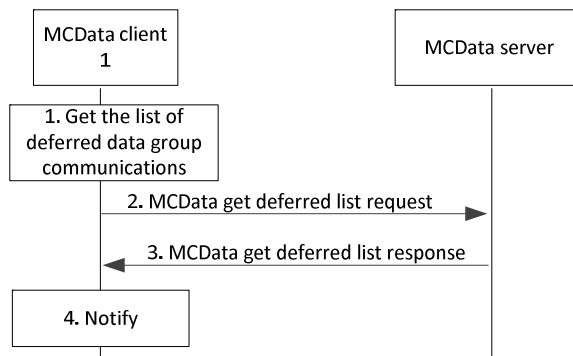 MCData client
1
MCData server
1. Get the list of
deferred data group
communications
2. MCData get deferred list request
3. MCData get deferred list response
4. Notify